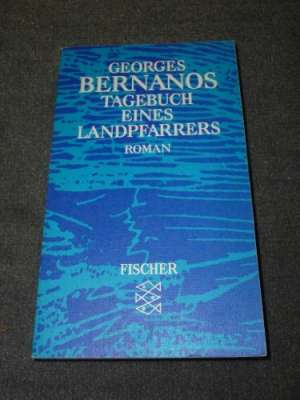 GEORGES
BERNANOS
TAGEBUCH
EINES
LANDPFARRERS
ROMAN
FISCHER